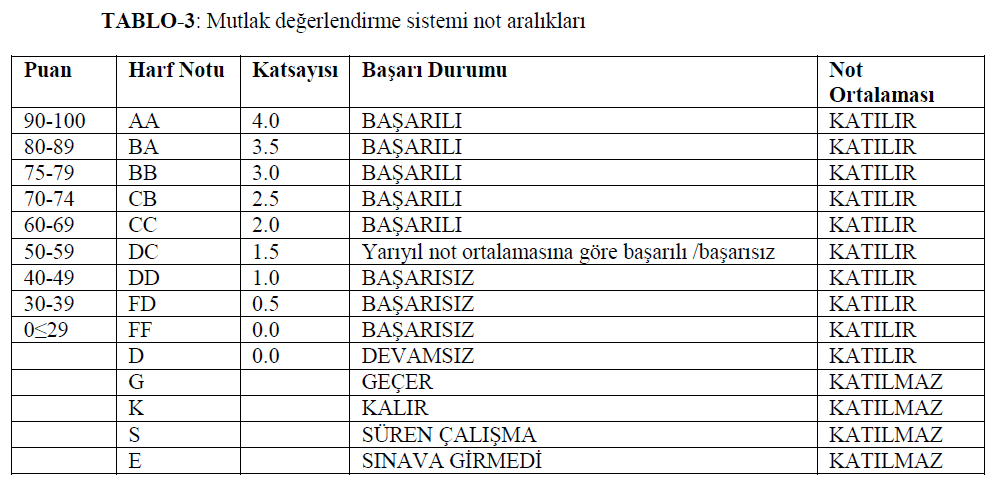 TABLO-3: Mutlak değerlendirme sistemi not aralıkları
Puan Harf Notu Katsayısı Başarı Durumu Not
Ortalaması
90-100 AA 4.0 BAŞARILI KATILIR
80-89 BA 3.5 BAŞARILI KATILIR
75-79 BB 3.0 BAŞARILI KATILIR
70-74 CB 2.5 BAŞARILI KATILIR
60-69 CC 2.0 BAŞARILI KATILIR
50-59 DC 1.5 Yarıyıl not ortalamasına göre başarılı /başarısız KATILIR
40-49 DD 1.0 BAŞARISIZ KATILIR
30-39 FD 0.5 BAŞARISIZ KATILIR
0≤29 FF 0.0 BAŞARISIZ KATILIR
D 0.0 DEVAMSIZ KATILIR
G GEÇER KATILMAZ
K KALIR KATILMAZ
S SÜREN ÇALIŞMA KATILMAZ
E SINAVA GİRMEDİ KATILMAZ